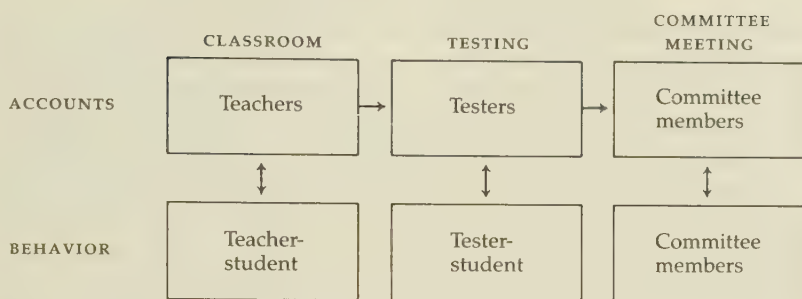 CLASSROOM
TESTING
COMMITTEE
MEETING
ACCOUNTS
Teachers
Testers
Committee
members
BEHAVIOR
Teacher-
student
Tester-
student
Committee
members